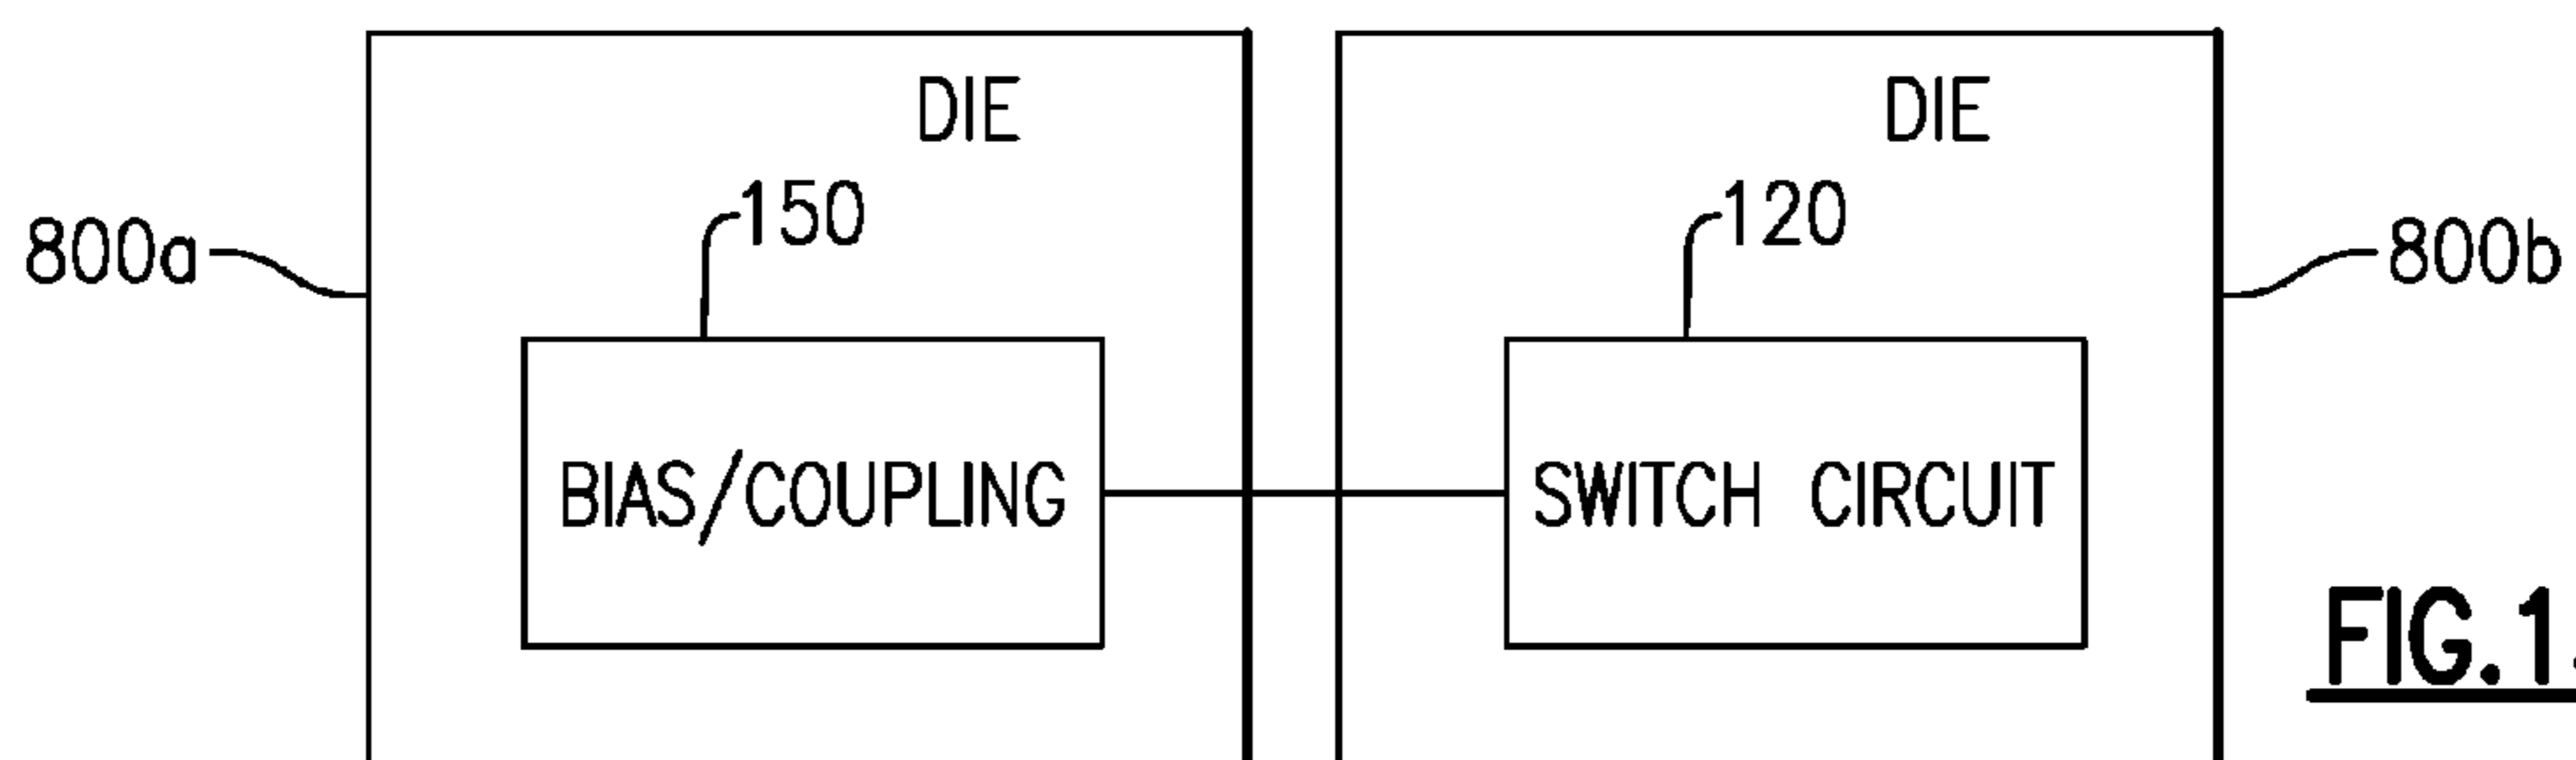 DIE
DIE
150
120
800a
800b
BIAS/COUPLING
SWITCH CIRCUIT
FIG.1